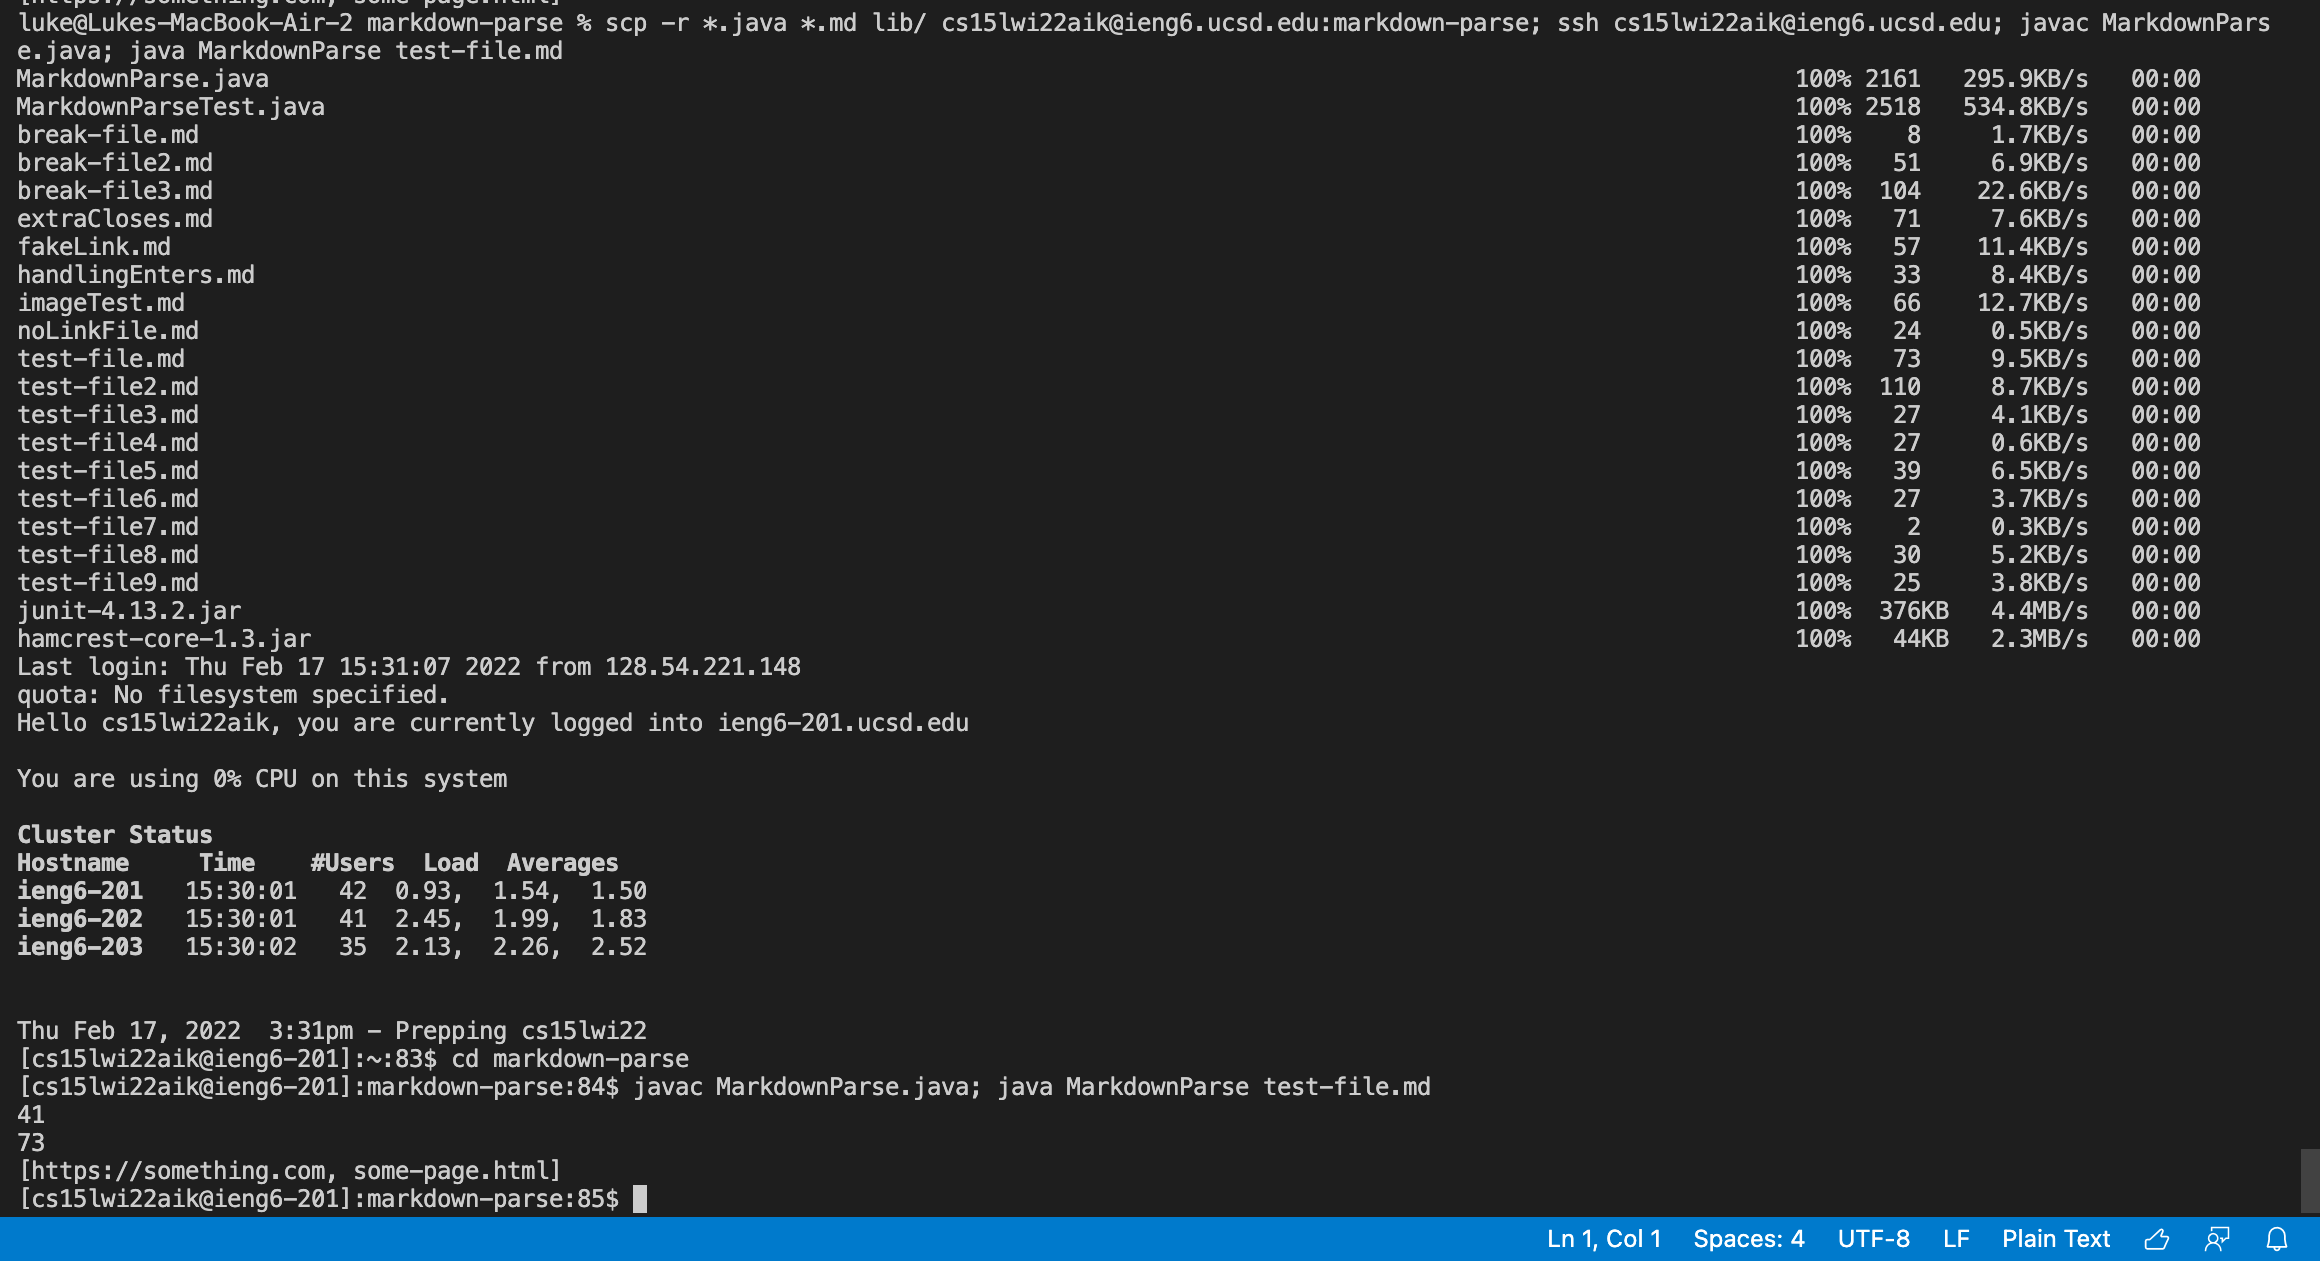 [https://something.com, some-page.html]
luke@Lukes-MacBook-Air-2 markdown-parse % scp -r *.java *.md lib/ cs15lwi22aik@ieng6.ucsd.edu:markdown-parse; ssh cs15lwi22aik@ieng6.ucsd.edu; javac MarkdownPars
e.java; java MarkdownParse test-file.md
MarkdownParse.java 100% 2161 295.9KB/s 00:00
MarkdownParseTest.java 100% 2518 534.8KB/s 00:00
break-file.md 100% 8 1.7KB/s 00:00
break-file2.md 100% 51 6.9KB/s 00:00
break-file3.md 100% 104 22.6KB/s 00:00
extraCloses.md 100% 71 7.6KB/s 00:00
fakeLink.md 100% 57 11.4KB/s 00:00
handlingEnters.md 100% 33 8.4KB/s 00:00
imageTest.md 100% 66 12.7KB/s 00:00
noLinkFile.md 100% 24 0.5KB/s 00:00
test-file.md 100% 73 9.5KB/s 00:00
test-file2.md 100% 110 8.7KB/s 00:00
test-file3.md 100% 27 4.1KB/s 00:00
test-file4.md 100% 27 0.6KB/s 00:00
test-file5.md 100% 39 6.5KB/s 00:00
test-file6.md 100% 27 3.7KB/s 00:00
test-file7.md 100% 2 0.3KB/s 00:00
test-file8.md 100% 30 5.2KB/s 00:00
test-file9.md 100% 25 3.8KB/s 00:00
junit-4.13.2.jar 100% 376KB 4.4MB/s 00:00
hamcrest-core-1.3.jar 100% 44KB 2.3MB/s 00:00
Last login: Thu Feb 17 15:31:07 2022 from 128.54.221.148
quota: No filesystem specified.
Hello cs15lwi22aik, you are currently logged into ieng6-201.ucsd.edu
You are using 0% CPU on this system
Cluster Status
Hostname Time #Users Load Averages
ieng6-201 15:30:01 42 0.93, 1.54, 1.50
ieng6-202 15:30:01 41 2.45, 1.99, 1.83
ieng6-203 15:30:02 35 2.13, 2.26, 2.52
Thu Feb 17, 2022 3:31pm - Prepping cs15lwi22
[cs15lwi22aik@ieng6-201]:~:83$ cd markdown-parse
[cs15lwi22aik@ieng6-201]:markdown-parse:84$ javac MarkdownParse.java; java MarkdownParse test-file.md
41
73
[https://something.com, some-page.html]
[cs15lwi22aik@ieng6-201]:markdown-parse:85$
Ln 1, Col 1 Spaces: 4 UTF-8 LF Plain Text